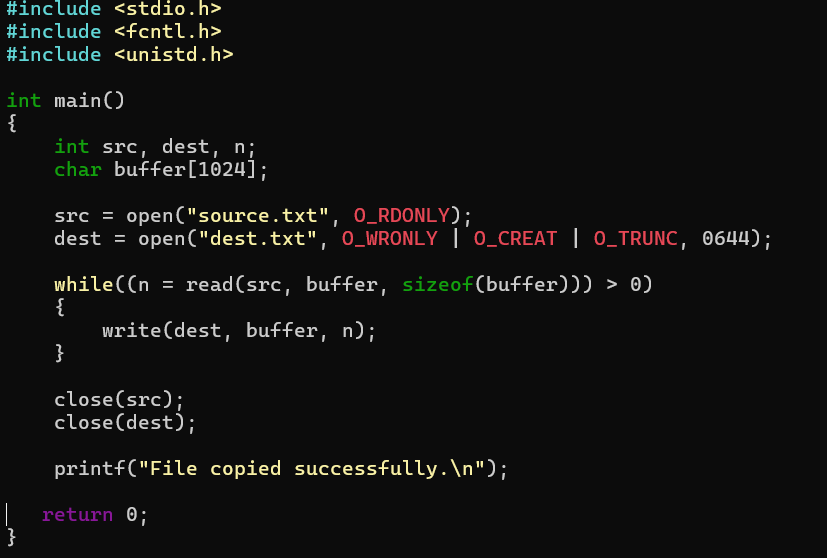 #include <stdio.h>
#include <fcntl.h>
#include <unistd.h>

int main()
{
    int src, dest, n;
    char buffer[1024];

    src = open("source.txt", O_RDONLY);
    dest = open("dest.txt", O_WRONLY | O_CREAT | O_TRUNC, 0644);

    while((n = read(src, buffer, sizeof(buffer))) > 0)
    {
        write(dest, buffer, n);
    }

    close(src);
    close(dest);

    printf("File copied successfully.\n");

   return 0;
}